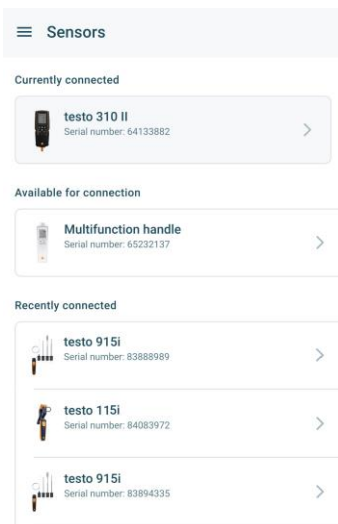 Sensors
Currently connected
testo 310 II
Serial number: 64133882
Available for connection
Multifunction handle
Serial number: 65232137
Recently connected
testo 915i
Serial number: 83888989
testo 115i
Serial number: 84083972
testo 915i
Serial number: 83894335